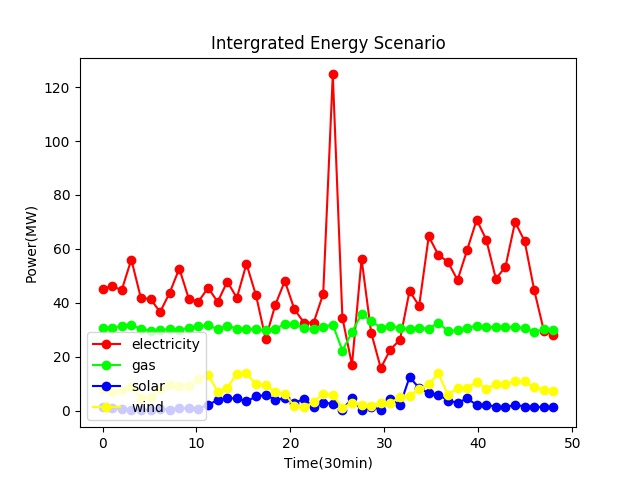 Intergrated Energy Scenario
Power(MW)
120
100
80
60
40
20
0
electricity
gas
solar
wind
0 10 20 30 40 50
Time(30min)